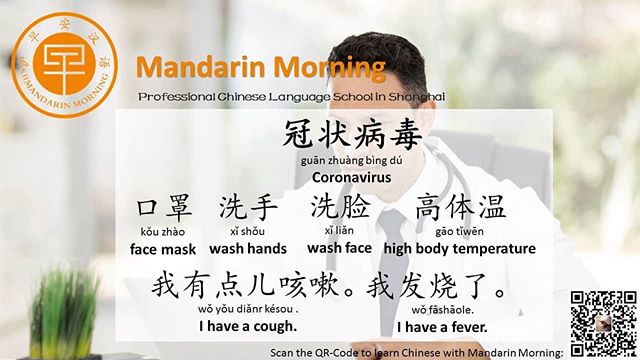 早安汉语
MANDARIN MORNING
Mandarin Morning
Professional Chinese Language School in Shanghai
冠状病毒
guān zhuàng bìng dú
Coronavirus
口罩 洗手 洗脸 高体温
kǒu zhào xǐ shǒu xǐ liǎn gāo tǐwēn
face mask wash hands wash face high body temperature
我有点儿咳嗽。我发烧了。
wǒ yǒu diǎnr késou . wǒ fāshāole.
I have a cough. I have a fever.
Scan the QR-Code to learn Chinese with Mandarin Morning: